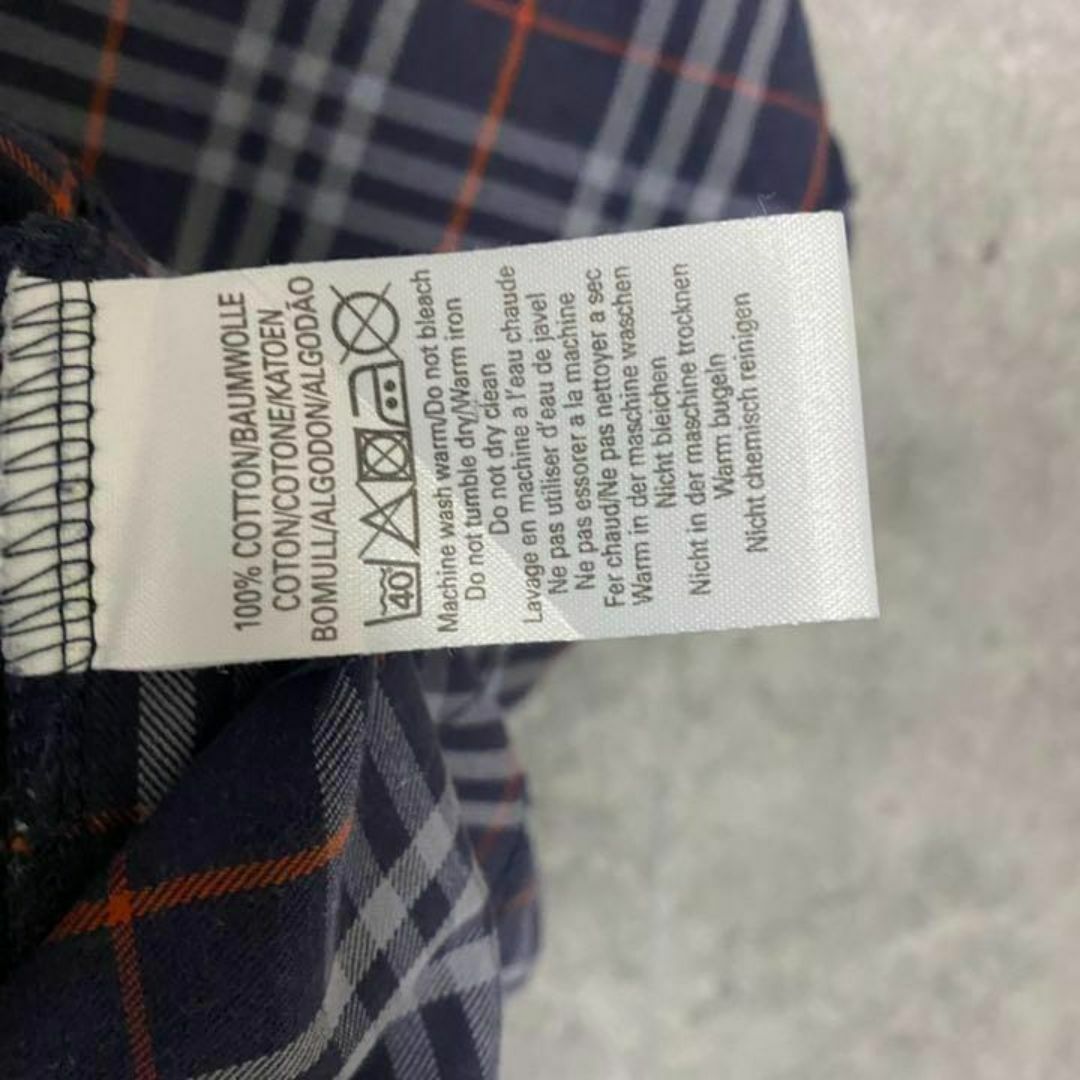 100% COTTON/BAUMWOLLE
COTON/COTONE/KATOEN
BOMULL/ALGODON/ALGODÃO
40
Machine wash warm/Do not bleach
Do not tumble dry/Warm iron
Do not dry clean
Lavage en machine a l'eau chaude
Ne pas utiliser d'eau de javel
Ne pas essorer a la machine
Fer chaud/Ne pas nettoyer a sec
Warm in der maschine waschen
Nicht bleichen
Nicht in der maschine trocknen
Warm bugeln
Nicht chemisch reinigen